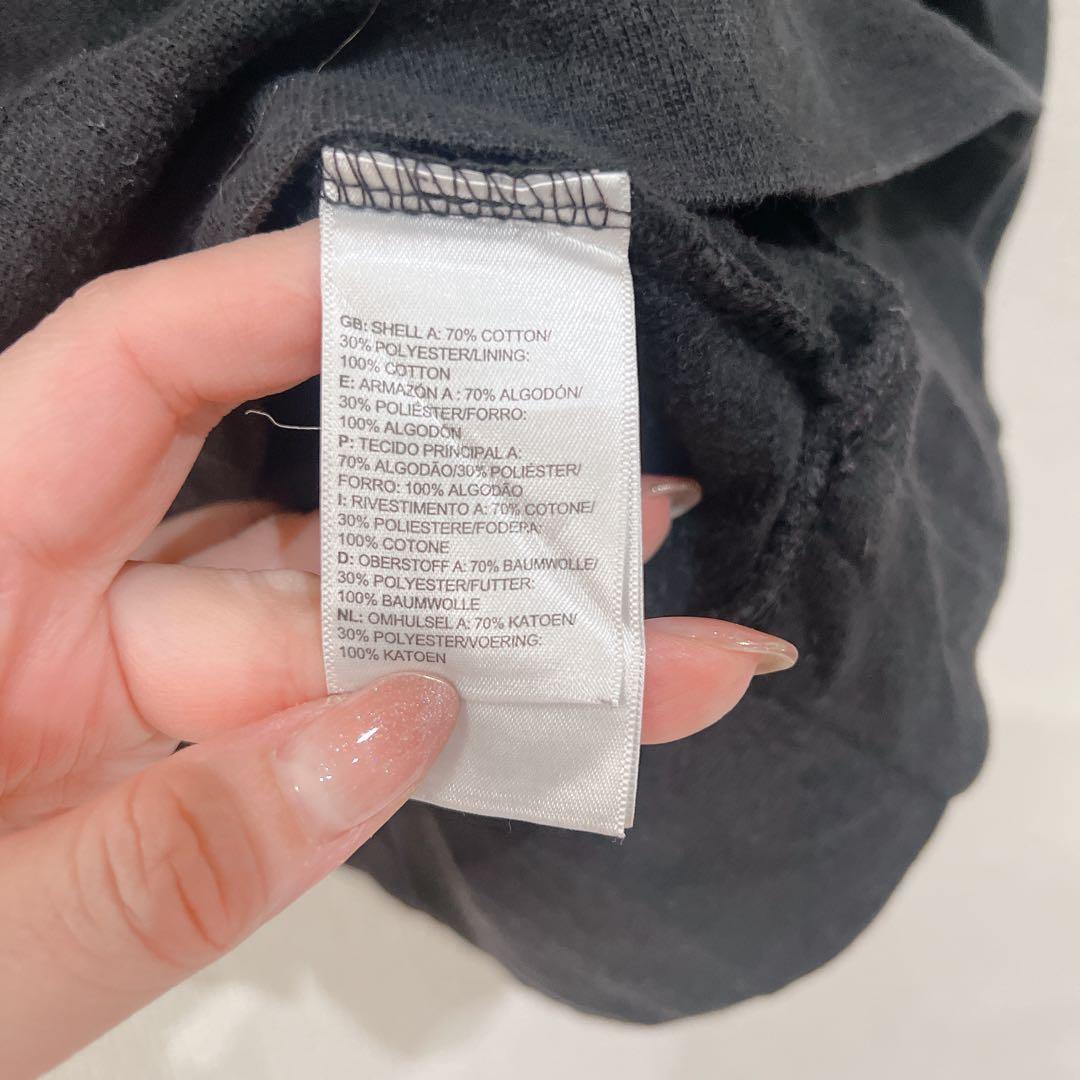 GB: SHELL A: 70% COTTON/
30% POLYESTER/LINING:
100% COTTON
E: ARMAZÓN A : 70% ALGODÓN/
30% POLIÉSTER/FORRO:
100% ALGODÓN
P: TECIDO PRINCIPAL A:
70% ALGODÃO/30% POLIÉSTER/
FORRO: 100% ALGODÃO
I: RIVESTIMENTO A: 70% COTONE/
30% POLIESTERE/FODERA:
100% COTONE
D: OBERSTOFF A: 70% BAUMWOLLE/
30% POLYESTER/FUTTER:
100% BAUMWOLLE
NL: OMHULSEL A: 70% KATOEN/
30% POLYESTER/VOERING:
100% KATOEN